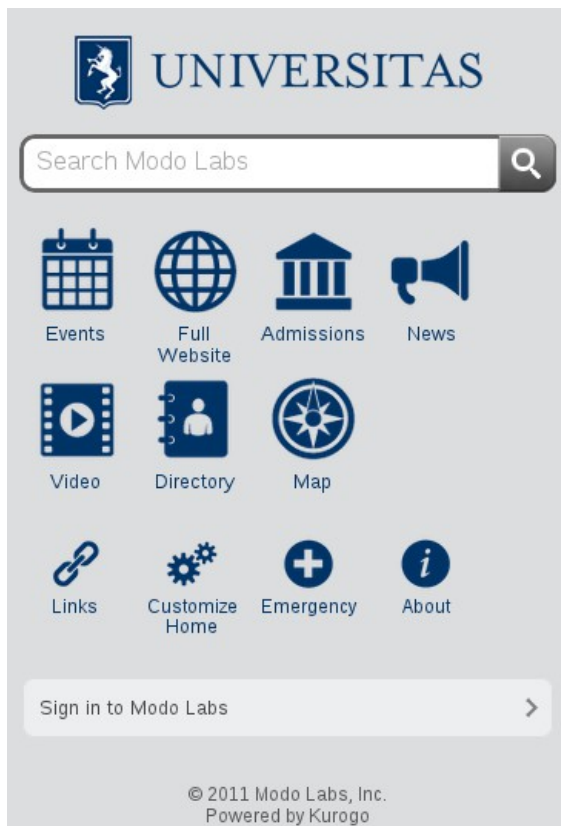 UNIVERSITAS
Search Modo Labs
Events
Full
Website
Admissions
News
Video
Directory
Map
Links
Customize
Home
Emergency
About
Sign in to Modo Labs
© 2011 Modo Labs, Inc.
Powered by Kurogo